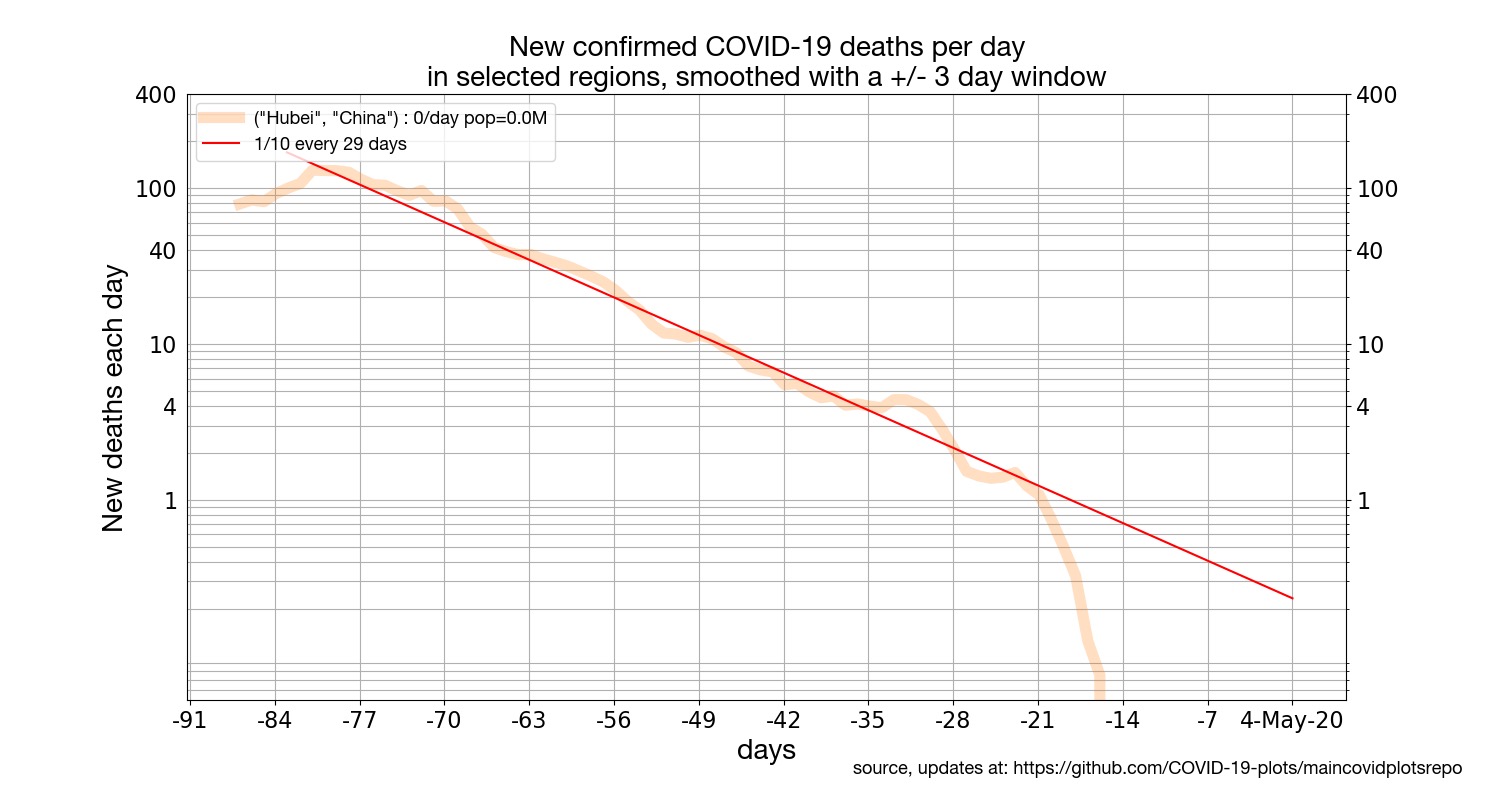 New confirmed COVID-19 deaths per day
in selected regions, smoothed with a +/- 3 day window
400
400
("Hubei", "China") : 0/day pop=0.0M
1/10 every 29 days
100
100
40
40
10
10
4
4
1
1
New deaths each day
-91 -84 -77 -70 -63 -56 -49 -42 -35 -28 -21 -14 -7 4-May-20
days
source, updates at: https://github.com/COVID-19-plots/maincovidplotsrepo